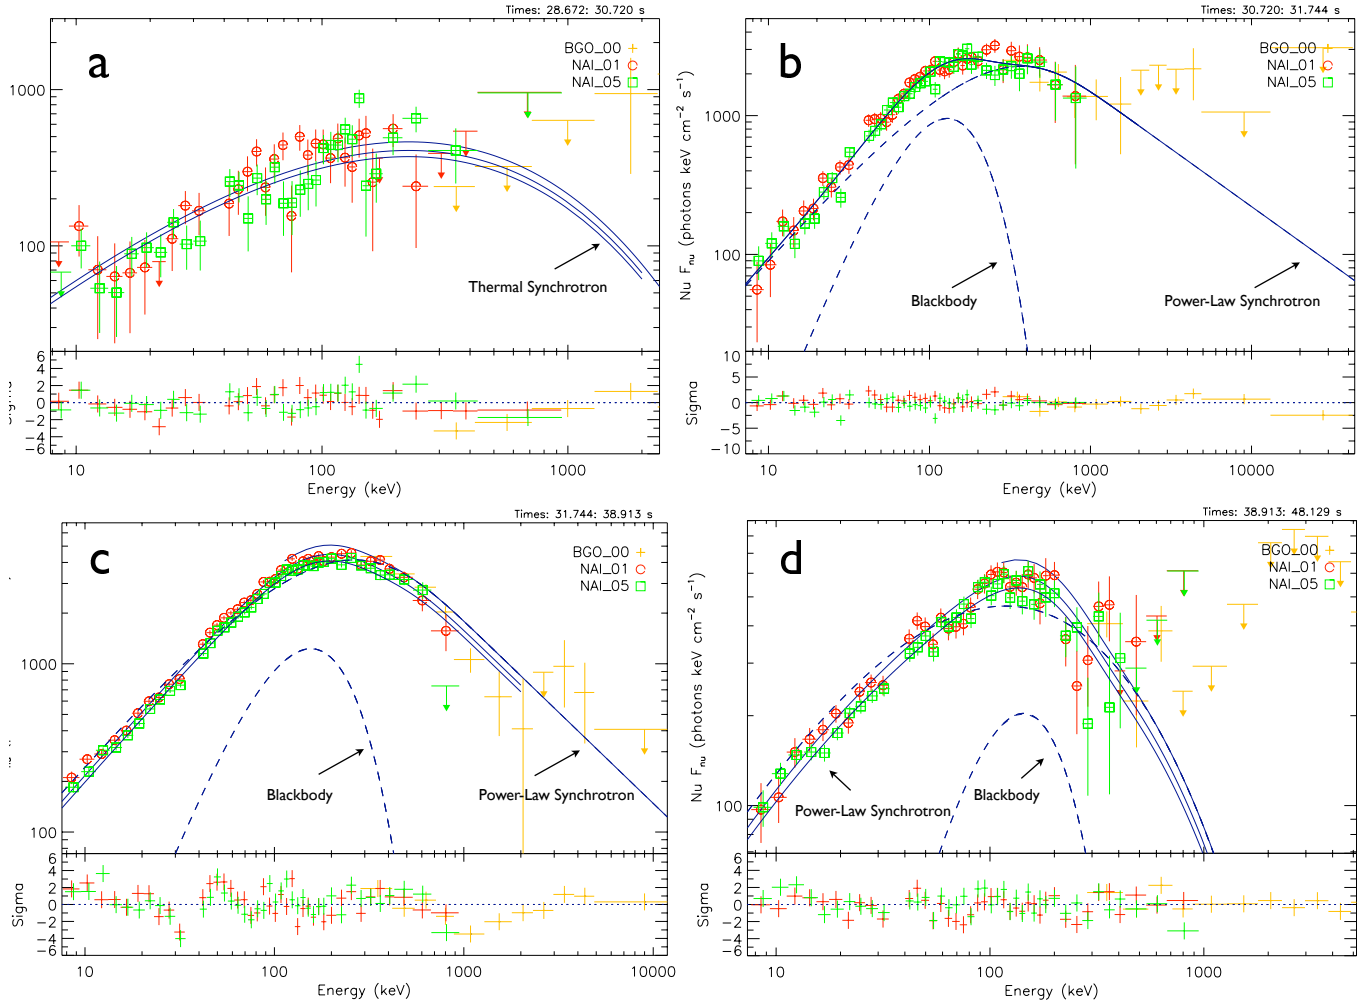 Times: 28.672: 30.720 s
a
BGO_00
NAI_01
NAI_05
1000
100
Thermal Synchrotron
6
4
2
0
−2
−4
−6
10
100
1000
Energy (keV)
Times: 30.720: 31.744 s
b
BGO_00
NAI_01
NAI_05
Nu Fnu (photons keV cm−2 s−1)
1000
100
Blackbody
Power-Law Synchrotron
Sigma
10
5
0
−5
−10
10
100
1000
10000
Energy (keV)
Times: 31.744: 38.913 s
c
BGO_00
NAI_01
NAI_05
1000
100
Blackbody
Power-Law Synchrotron
Sigma
6
4
2
0
−2
−4
−6
10
100
1000
10000
Energy (keV)
Times: 38.913: 48.129 s
d
BGO_00
NAI_01
NAI_05
Nu Fnu (photons keV cm−2 s−1)
100
Power-Law Synchrotron
Blackbody
Sigma
6
4
2
0
−2
−4
−6
10
100
1000
Energy (keV)